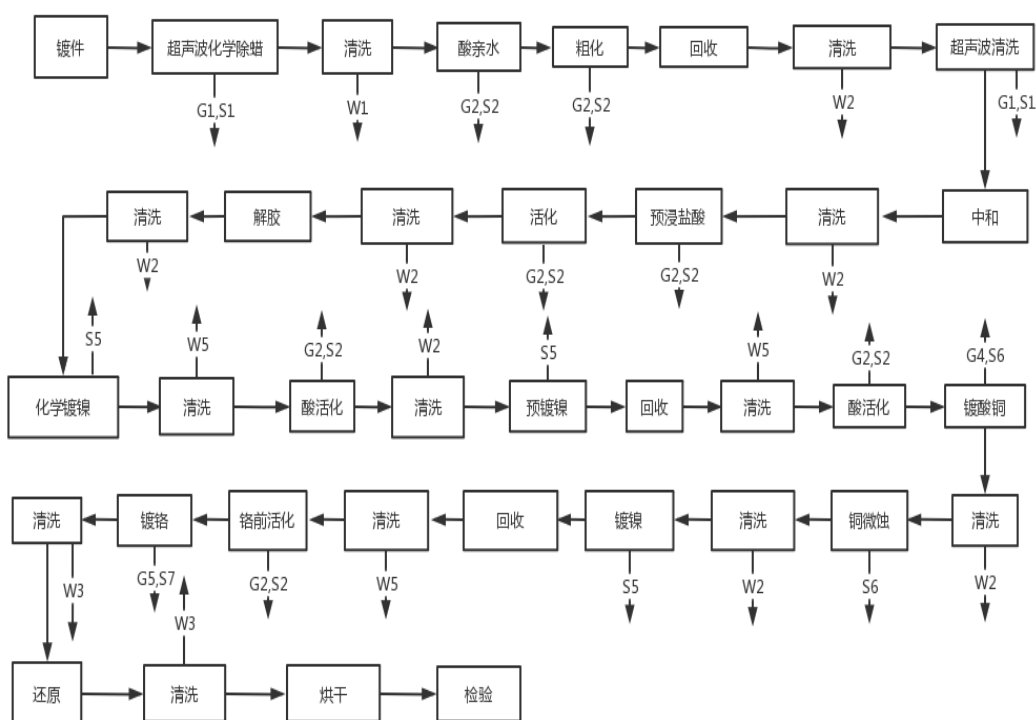 镀件
超声波化学除蜡
清洗
酸亲水
粗化
回收
清洗
超声波清洗
G1,S1
W1
G2,S2
G2,S2
W2
G1,S1
清洗
解胶
清洗
活化
预浸盐酸
清洗
中和
W2
W2
G2,S2
G2,S2
W2
S5
W5
G2,S2
W2
S5
W5
G2,S2
G4,S6
化学镀镍
清洗
酸活化
清洗
预镀镍
回收
清洗
酸活化
镀酸铜
清洗
镀铬
铬前活化
清洗
回收
镀镍
清洗
铜微蚀
清洗
W3
G5,S7
G2,S2
W5
S5
W2
S6
W2
W3
还原
清洗
烘干
检验